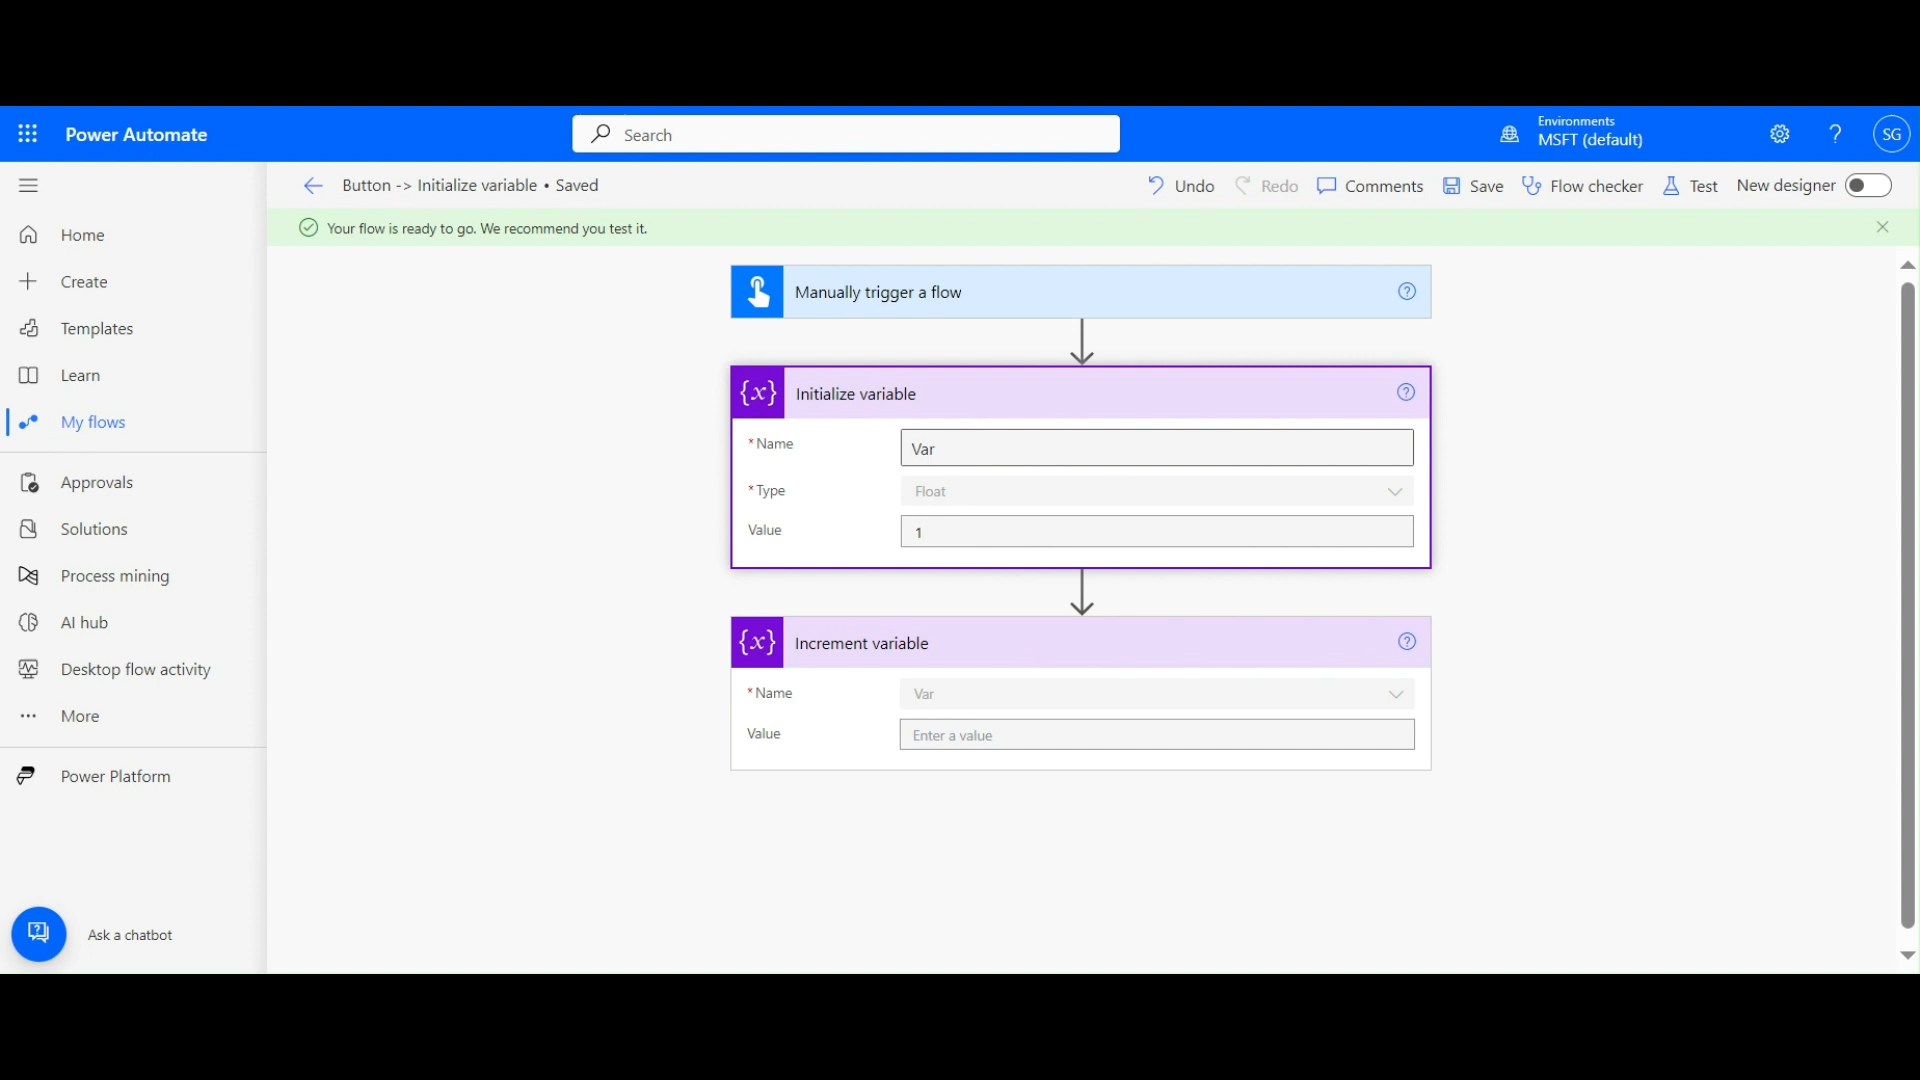 Power Automate
Search
Environments
MSFT (default)
SG
Button -> Initialize variable • Saved
Undo
Redo
Comments
Save
Flow checker
Test
New designer
Your flow is ready to go. We recommend you test it.
Home
Create
Templates
Learn
My flows
Approvals
Solutions
Process mining
AI hub
Desktop flow activity
More
Power Platform
Ask a chatbot
Manually trigger a flow
{x} Initialize variable
* Name
Var
* Type
Float
Value
1
{x} Increment variable
* Name
Var
Value
Enter a value